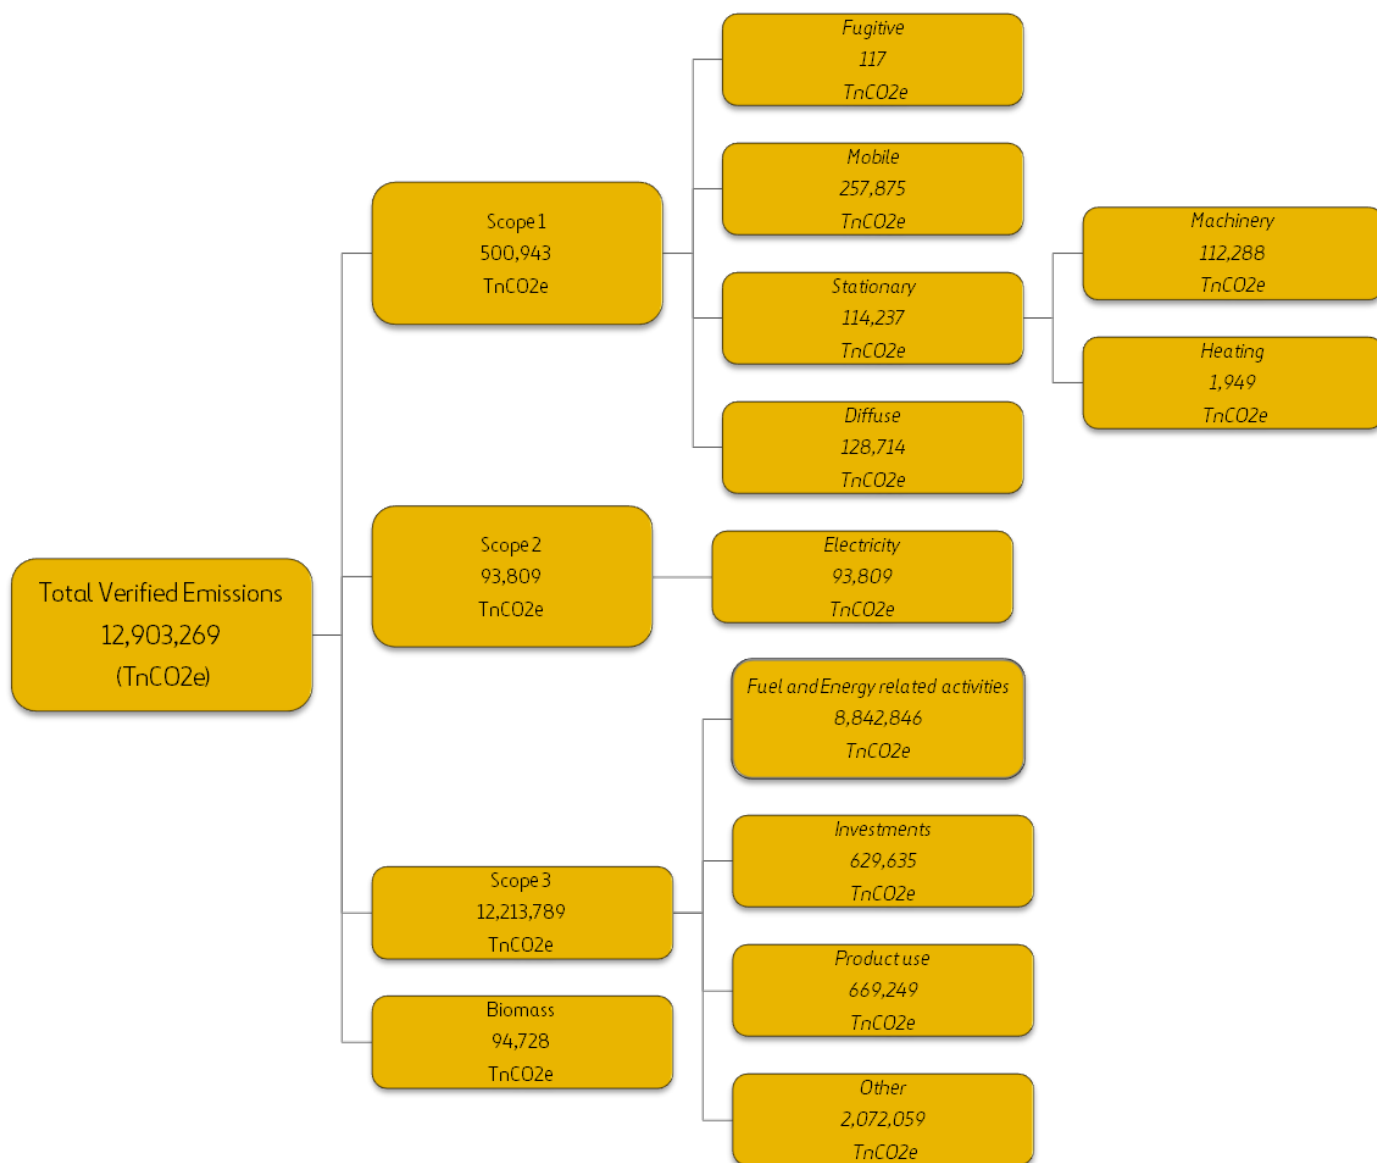 Total Verified Emissions
12,903,269
(TnCO2e)
Scope 1
500,943
TnCO2e
Fugitive
117
TnCO2e
Mobile
257,875
TnCO2e
Stationary
114,237
TnCO2e
Machinery
112,288
TnCO2e
Heating
1,949
TnCO2e
Diffuse
128,714
TnCO2e
Scope 2
93,809
TnCO2e
Electricity
93,809
TnCO2e
Scope 3
12,213,789
TnCO2e
Fuel and Energy related activities
8,842,846
TnCO2e
Investments
629,635
TnCO2e
Product use
669,249
TnCO2e
Other
2,072,059
TnCO2e
Biomass
94,728
TnCO2e